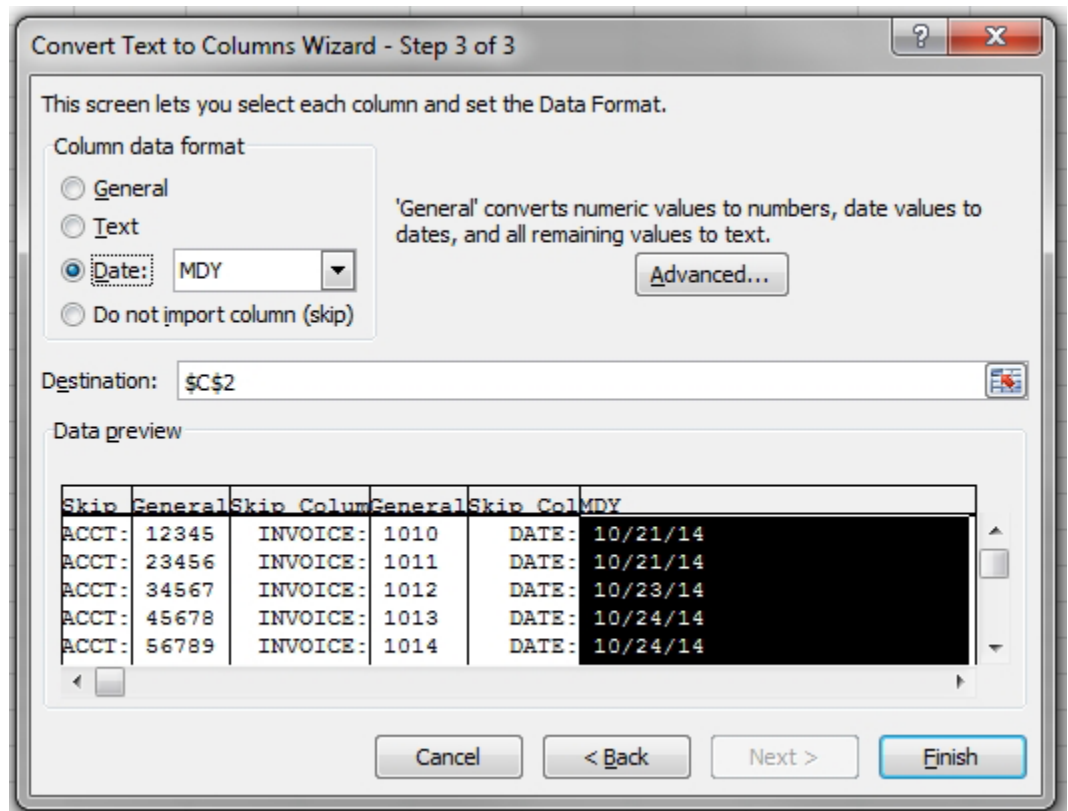 Convert Text to Columns Wizard - Step 3 of 3
This screen lets you select each column and set the Data Format.
Column data format
General
Text
Date: MDY
Do not import column (skip)
'General' converts numeric values to numbers, date values to
dates, and all remaining values to text.
Advanced...
Destination: $C$2
Data preview
Skip General Skip Colum General Skip Col MDY
ACCT: 12345 INVOICE: 1010 DATE: 10/21/14
ACCT: 23456 INVOICE: 1011 DATE: 10/21/14
ACCT: 34567 INVOICE: 1012 DATE: 10/23/14
ACCT: 45678 INVOICE: 1013 DATE: 10/24/14
ACCT: 56789 INVOICE: 1014 DATE: 10/24/14
Cancel < Back Next > Finish